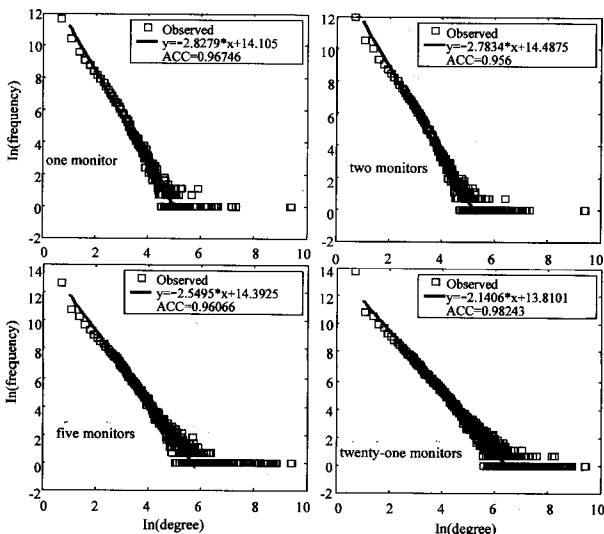 12
10
8
6
4
2
0
-2
ln(frequency)
Observed
y=-2.8279*x+14.105
ACC=0.96746
one monitor
0 2 4 6 8 10
12
10
8
6
4
2
0
-2
Observed
y=-2.7834*x+14.4875
ACC=0.956
two monitors
0 2 4 6 8 10
14
12
10
8
6
4
2
0
-2
ln(frequency)
Observed
y=-2.5495*x+14.3925
ACC=0.96066
five monitors
0 2 4 6 8 10
ln(degree)
14
12
10
8
6
4
2
0
-2
Observed
y=-2.1406*x+13.8101
ACC=0.98243
twenty-one monitors
0 2 4 6 8 10
ln(degree)